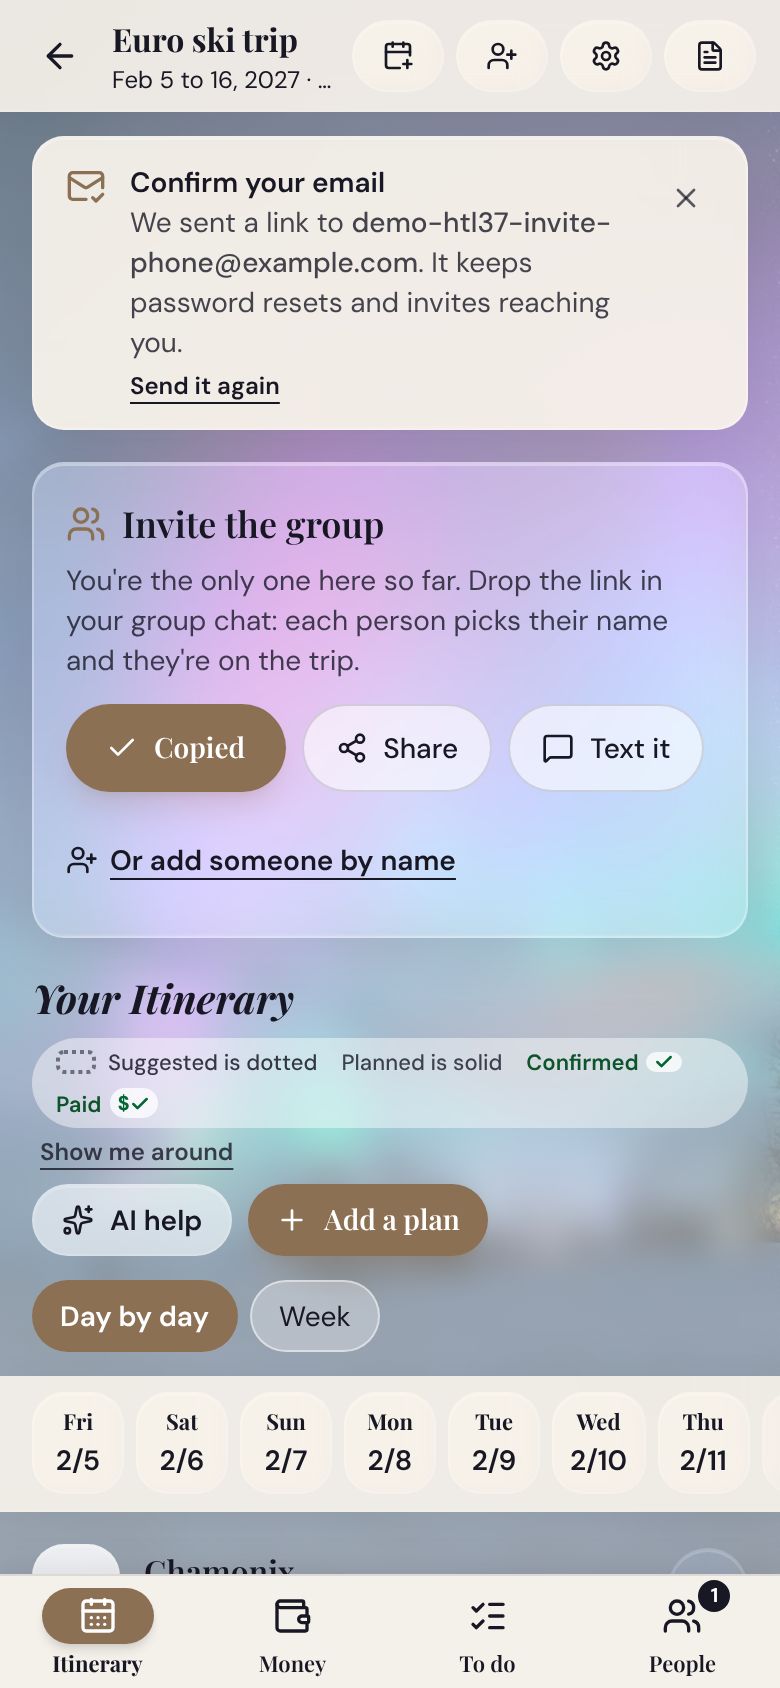 Euro ski trip
Feb 5 to 16, 2027 · ...
Confirm your email
We sent a link to demo-htl37-invite-
phone@example.com. It keeps
password resets and invites reaching
you.
Send it again
Invite the group
You're the only one here so far. Drop the link in
your group chat: each person picks their name
and they're on the trip.
Copied
Share
Text it
Or add someone by name
Your Itinerary
Suggested is dotted Planned is solid Confirmed
Paid $
Show me around
AI help
Add a plan
Day by day
Week
Fri Sat Sun Mon Tue Wed Thu
2/5 2/6 2/7 2/8 2/9 2/10 2/11
Chamonix
1
Itinerary Money To do People